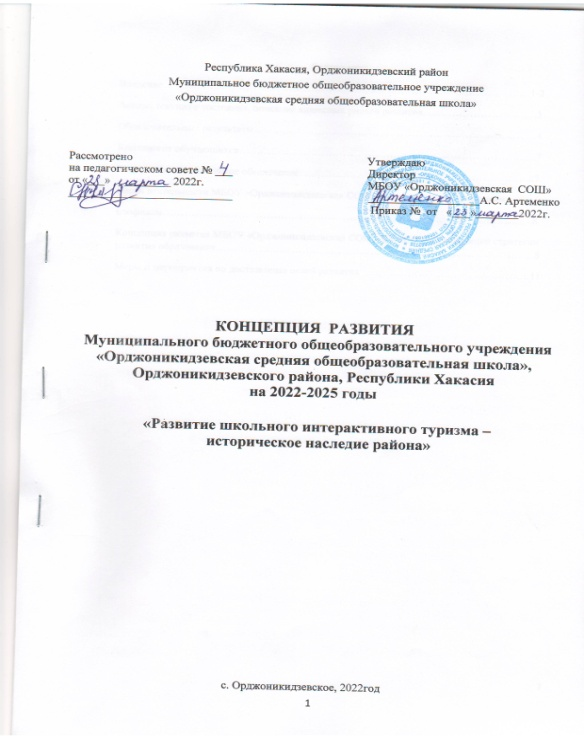 Республика Хакасия, Орджоникидзевский район
Муниципальное бюджетное общеобразовательное учреждение
«Орджоникидзевская средняя общеобразовательная школа»
Рассмотрено
на педагогическом совете № 4
от «23» марта 2022г.
Утверждаю
Директор
МБОУ «Орджоникидзевская СОШ»
Артеменко А.С. Артеменко
Приказ № от «23» марта 2022г.
КОНЦЕПЦИЯ РАЗВИТИЯ
Муниципального бюджетного общеобразовательного учреждения
«Орджоникидзевская средняя общеобразовательная школа»,
Орджоникидзевского района, Республики Хакасия
на 2022-2025 годы
«Развитие школьного интерактивного туризма –
историческое наследие района»
с. Орджоникидзевское, 2022год
1